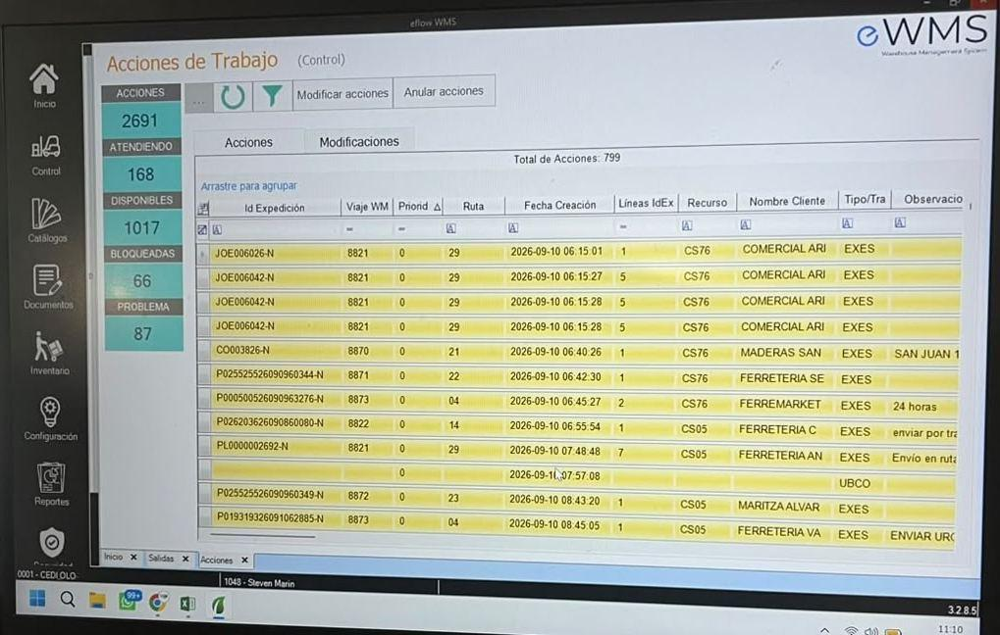 eflow WMS
eWMS
Warehouse Management System
Acciones de Trabajo (Control)
Inicio
Control
Catálogos
Documentos
Inventario
Configuración
Reportes
ACCIONES
2691
ATENDIENDO
168
DISPONIBLES
1017
BLOQUEADAS
66
PROBLEMA
87
... Modificar acciones Anular acciones
Acciones Modificaciones
Total de Acciones: 799
Arrastre para agrupar
Id Expedición Viaje WM Priorid Ruta Fecha Creación Líneas IdEx Recurso Nombre Cliente Tipo/Tra Observacio
JOE006026-N 8821 0 29 2026-09-10 06:15:01 1 CS76 COMERCIAL ARI EXES
JOE006042-N 8821 0 29 2026-09-10 06:15:27 5 CS76 COMERCIAL ARI EXES
JOE006042-N 8821 0 29 2026-09-10 06:15:28 5 CS76 COMERCIAL ARI EXES
JOE006042-N 8821 0 29 2026-09-10 06:15:28 5 CS76 COMERCIAL ARI EXES
CO003826-N 8870 0 21 2026-09-10 06:40:26 1 CS76 MADERAS SAN EXES SAN JUAN 1
P025525526090960344-N 8871 0 22 2026-09-10 06:42:30 1 CS76 FERRETERIA SE EXES
P000500526090963276-N 8873 0 04 2026-09-10 06:45:27 2 CS76 FERREMARKET EXES 24 horas
P026203626090860080-N 8822 0 14 2026-09-10 06:55:54 1 CS05 FERRETERIA C EXES enviar por tra
PL0000002692-N 8821 0 29 2026-09-10 07:48:48 7 CS05 FERRETERIA AN EXES Envío en ruta
0 2026-09-10 07:57:08 UBCO
P025525526090960349-N 8872 0 23 2026-09-10 08:43:20 1 CS05 MARITZA ALVAR EXES
P019319326091062885-N 8873 0 04 2026-09-10 08:45:05 1 CS05 FERRETERIA VA EXES ENVIAR URG
Inicio Salidas Acciones
0001 - CEDI OLO
1048 - Steven Marin
3.2.8.5
99+
11:10